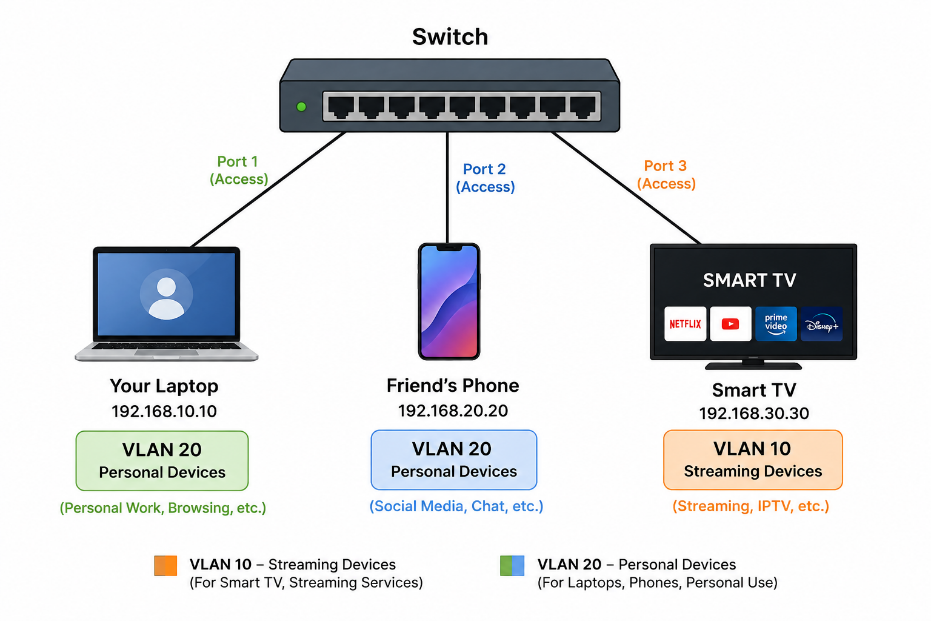 Switch
Port 1
(Access)
Port 2
(Access)
Port 3
(Access)
SMART TV
NETFLIX
prime
video
Disney+
Your Laptop
192.168.10.10
VLAN 20
Personal Devices
(Personal Work, Browsing, etc.)
Friend's Phone
192.168.20.20
VLAN 20
Personal Devices
(Social Media, Chat, etc.)
Smart TV
192.168.30.30
VLAN 10
Streaming Devices
(Streaming, IPTV, etc.)
VLAN 10 – Streaming Devices
(For Smart TV, Streaming Services)
VLAN 20 – Personal Devices
(For Laptops, Phones, Personal Use)